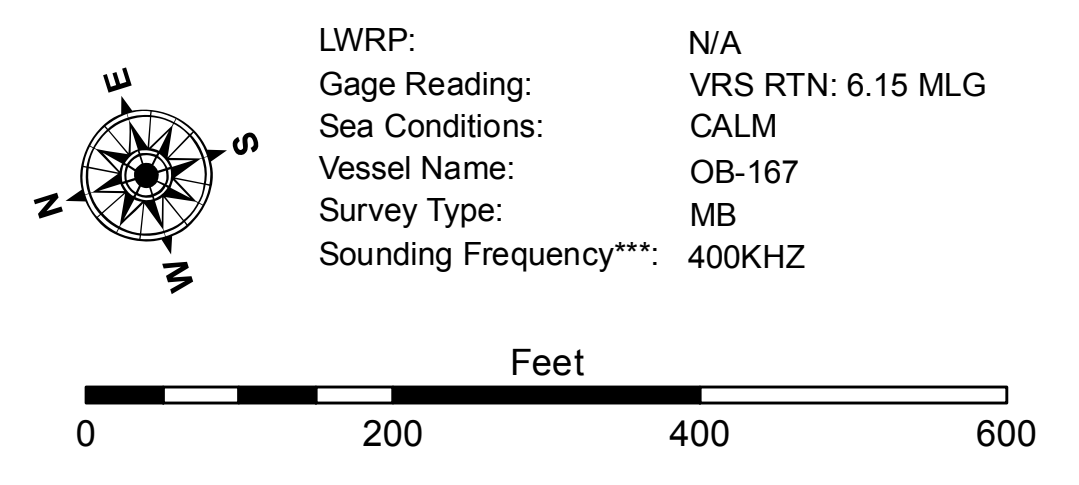 LWRP: N/A
Gage Reading: VRS RTN: 6.15 MLG
Sea Conditions: CALM
Vessel Name: OB-167
Survey Type: MB
Sounding Frequency***: 400KHZ
E
S
N
W
Feet
0 200 400 600